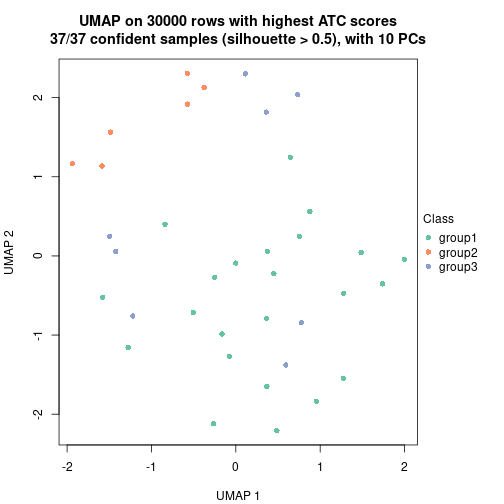 UMAP on 30000 rows with highest ATC scores
37/37 confident samples (silhouette > 0.5), with 10 PCs
2
1
0
-1
-2
UMAP 2
-2
-1
0
1
2
UMAP 1
Class
group1
group2
group3